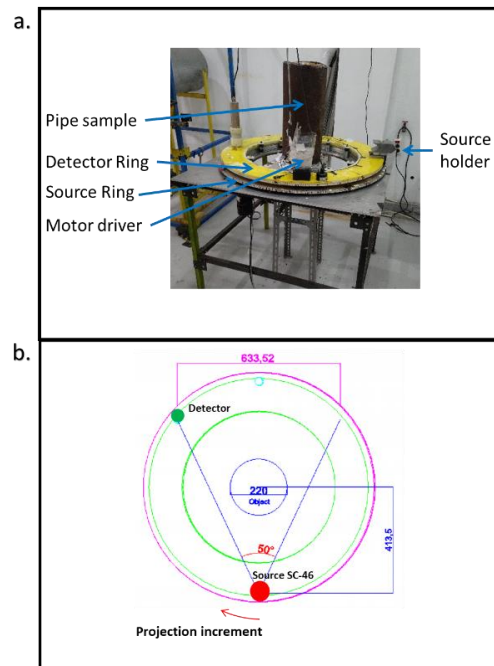 a.
Pipe sample
Detector Ring
Source Ring
Motor driver
Source
holder
b.
633,52
Detector
220
Object
413,5
50°
Source SC-46
Projection increment